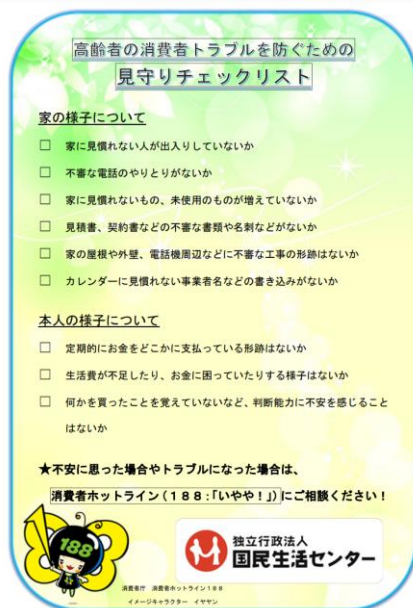 高齢者の消費者トラブルを防ぐための
見守りチェックリスト
家の様子について
□ 家に見慣れない人が出入りしていないか
□ 不審な電話のやりとりがないか
□ 家に見慣れないもの、未使用のものが増えていないか
□ 見積書、契約書などの不審な書類や名刺などがないか
□ 家の屋根や外壁、電話機周辺などに不審な工事の形跡はないか
□ カレンダーに見慣れない事業者名などの書き込みがないか
本人の様子について
□ 定期的にお金をどこかに支払っている形跡はないか
□ 生活費が不足したり、お金に困っていたりする様子はないか
□ 何かを買ったことを覚えていないなど、判断能力に不安を感じること
はないか
★不安に思った場合やトラブルになった場合は、
消費者ホットライン(188:「いやや!」)にご相談ください!
188
独立行政法人
国民生活センター
消費者庁 消費者ホットライン188
イメージキャラクター イヤヤン